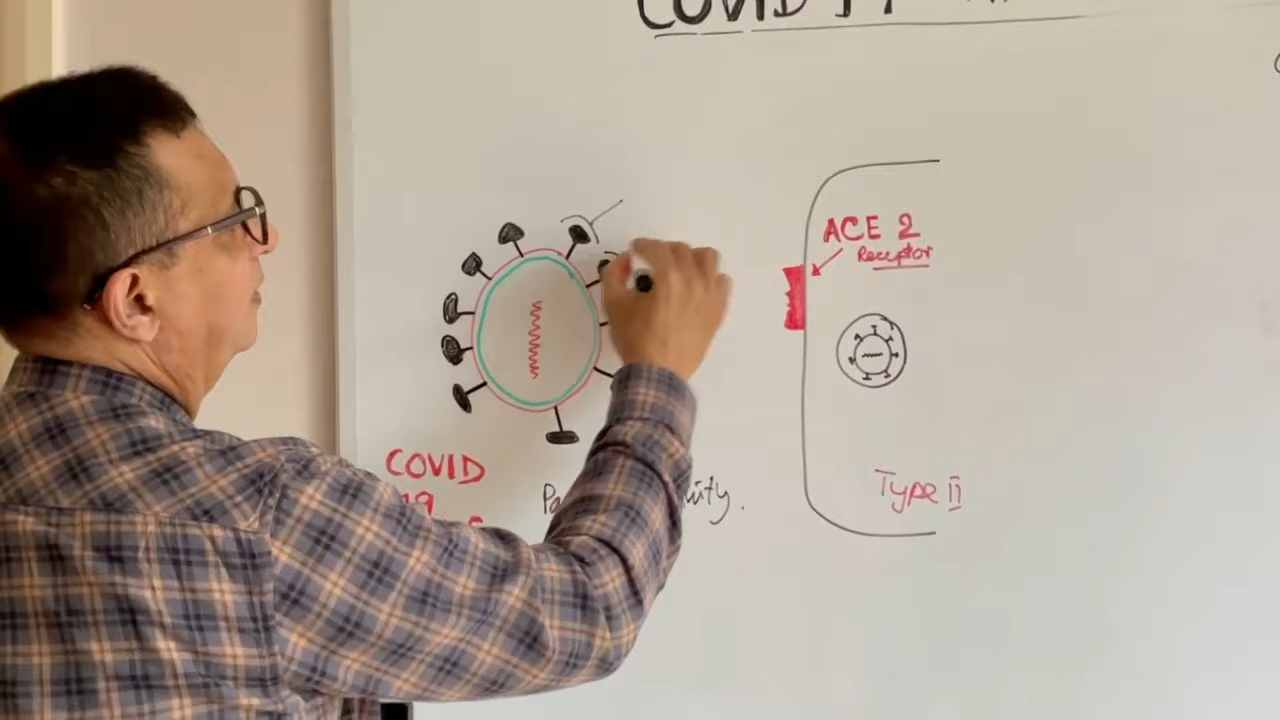 COVID 19
ACE 2
Receptor
COVID
19
Type II